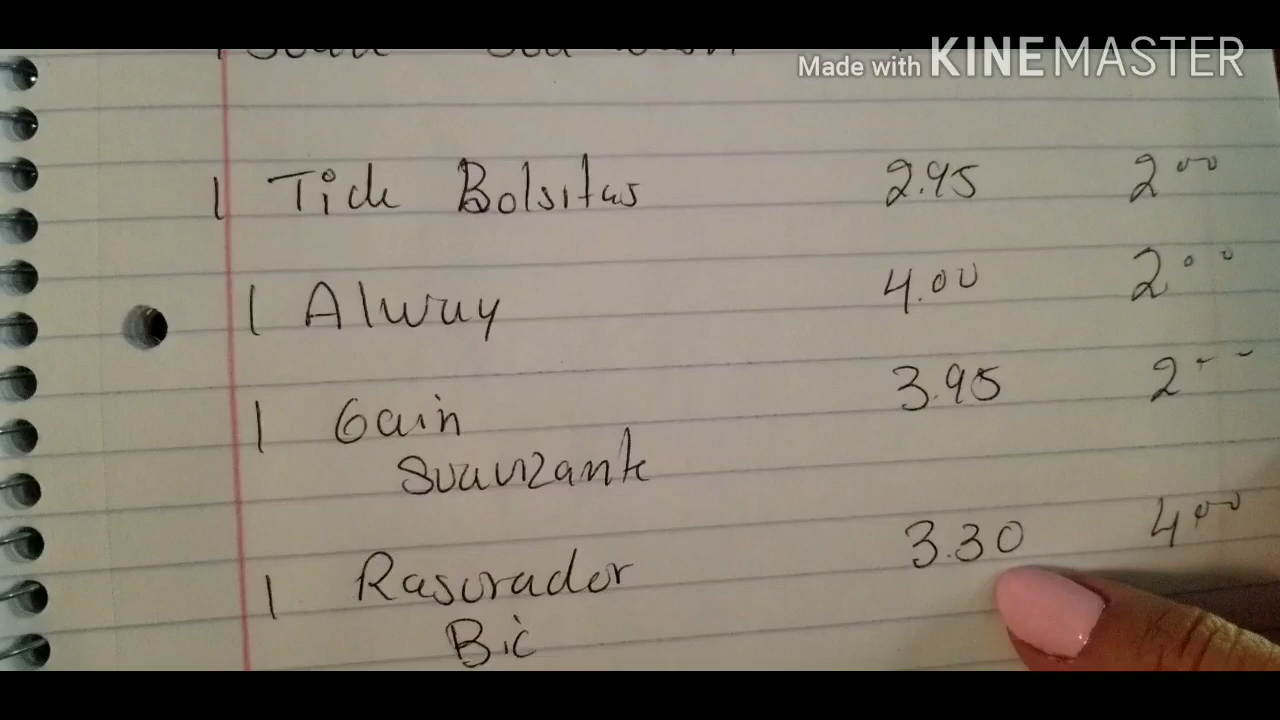 Made with KINEMASTER
1 Tide Bolsitas 2.95 2.00
1 Alway 4.00 2.00
1 Gain 3.95 2.00
Suavizante
1 Rasurador 3.30 4.00
Bic